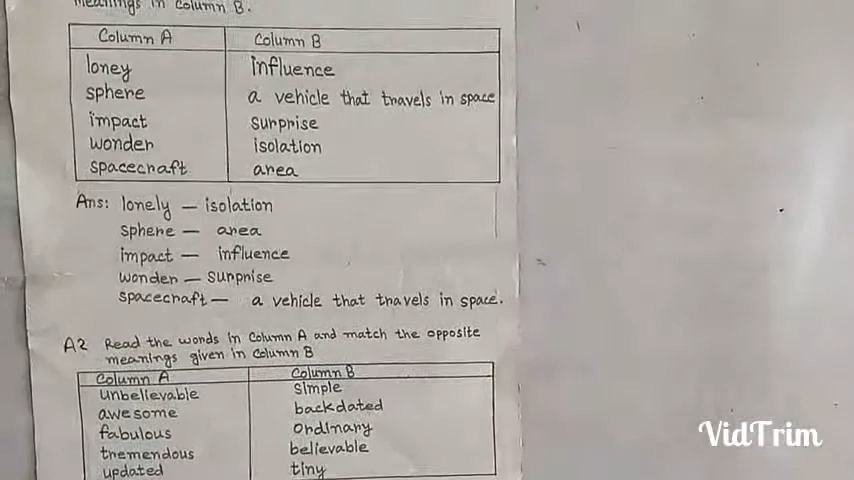 meanings in Column B.
Column A Column B
loney influence
sphere a vehicle that travels in space
impact surprise
wonder isolation
spacecraft area
Ans: lonely — isolation
sphere — area
impact — influence
wonder — surprise
spacecraft — a vehicle that travels in space.
A2 Read the words in Column A and match the opposite
meanings given in Column B
Column A Column B
unbelievable simple
awesome backdated
fabulous ordinary
tremendous believable
updated tiny
VidTrim